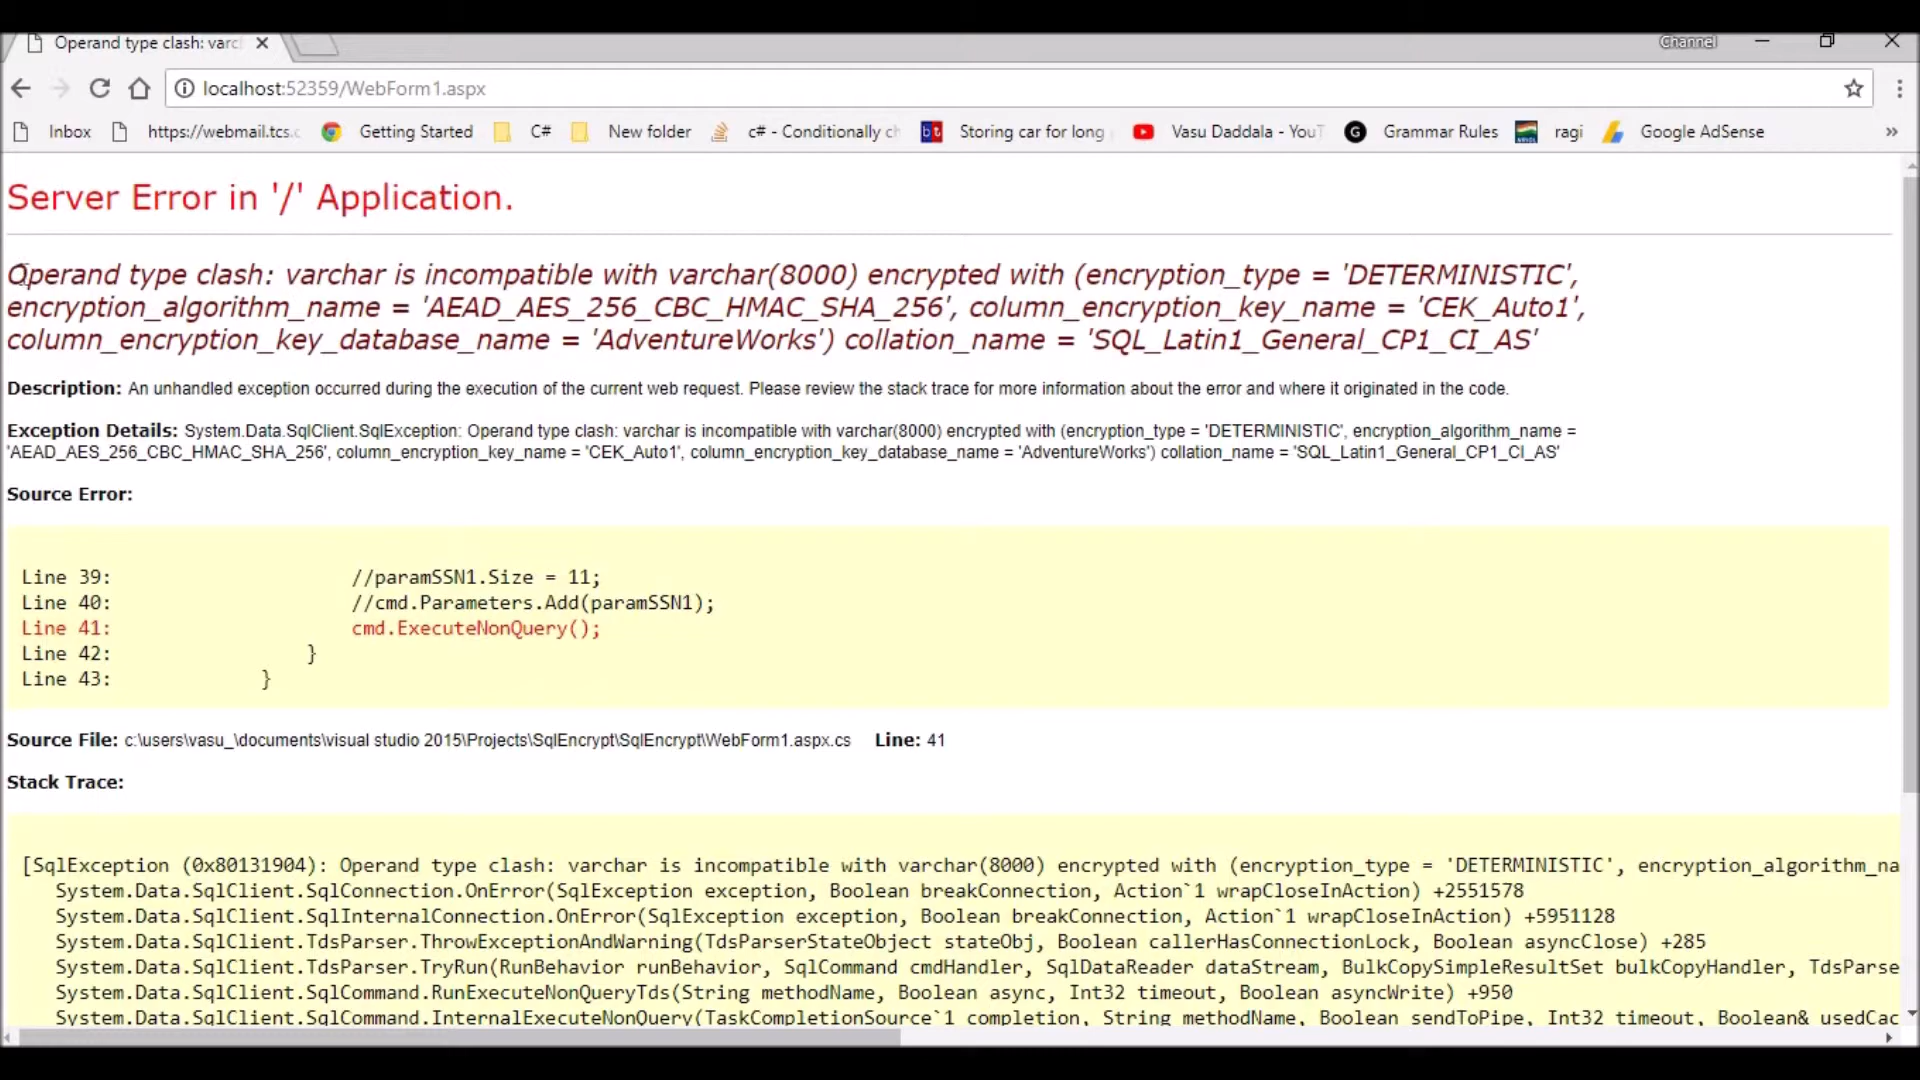 Operand type clash: varc
Channel
localhost:52359/WebForm1.aspx
Inbox https://webmail.tcs. Getting Started C# New folder c# - Conditionally ch bt Storing car for long Vasu Daddala - YouT G Grammar Rules ragi Google AdSense »
Server Error in '/' Application.
Operand type clash: varchar is incompatible with varchar(8000) encrypted with (encryption_type = 'DETERMINISTIC',
encryption_algorithm_name = 'AEAD_AES_256_CBC_HMAC_SHA_256', column_encryption_key_name = 'CEK_Auto1',
column_encryption_key_database_name = 'AdventureWorks') collation_name = 'SQL_Latin1_General_CP1_CI_AS'
Description: An unhandled exception occurred during the execution of the current web request. Please review the stack trace for more information about the error and where it originated in the code.
Exception Details: System.Data.SqlClient.SqlException: Operand type clash: varchar is incompatible with varchar(8000) encrypted with (encryption_type = 'DETERMINISTIC', encryption_algorithm_name =
'AEAD_AES_256_CBC_HMAC_SHA_256', column_encryption_key_name = 'CEK_Auto1', column_encryption_key_database_name = 'AdventureWorks') collation_name = 'SQL_Latin1_General_CP1_CI_AS'
Source Error:
Line 39: //paramSSN1.Size = 11;
Line 40: //cmd.Parameters.Add(paramSSN1);
Line 41: cmd.ExecuteNonQuery();
Line 42: }
Line 43: }
Source File: c:\users\vasu_\documents\visual studio 2015\Projects\SqlEncrypt\SqlEncrypt\WebForm1.aspx.cs Line: 41
Stack Trace:
[SqlException (0x80131904): Operand type clash: varchar is incompatible with varchar(8000) encrypted with (encryption_type = 'DETERMINISTIC', encryption_algorithm_na
System.Data.SqlClient.SqlConnection.OnError(SqlException exception, Boolean breakConnection, Action`1 wrapCloseInAction) +2551578
System.Data.SqlClient.SqlInternalConnection.OnError(SqlException exception, Boolean breakConnection, Action`1 wrapCloseInAction) +5951128
System.Data.SqlClient.TdsParser.ThrowExceptionAndWarning(TdsParserStateObject stateObj, Boolean callerHasConnectionLock, Boolean asyncClose) +285
System.Data.SqlClient.TdsParser.TryRun(RunBehavior runBehavior, SqlCommand cmdHandler, SqlDataReader dataStream, BulkCopySimpleResultSet bulkCopyHandler, TdsParse
System.Data.SqlClient.SqlCommand.RunExecuteNonQueryTds(String methodName, Boolean async, Int32 timeout, Boolean asyncWrite) +950
System.Data.SqlClient.SqlCommand.InternalExecuteNonQuery(TaskCompletionSource`1 completion, String methodName, Boolean sendToPipe, Int32 timeout, Boolean& usedCac